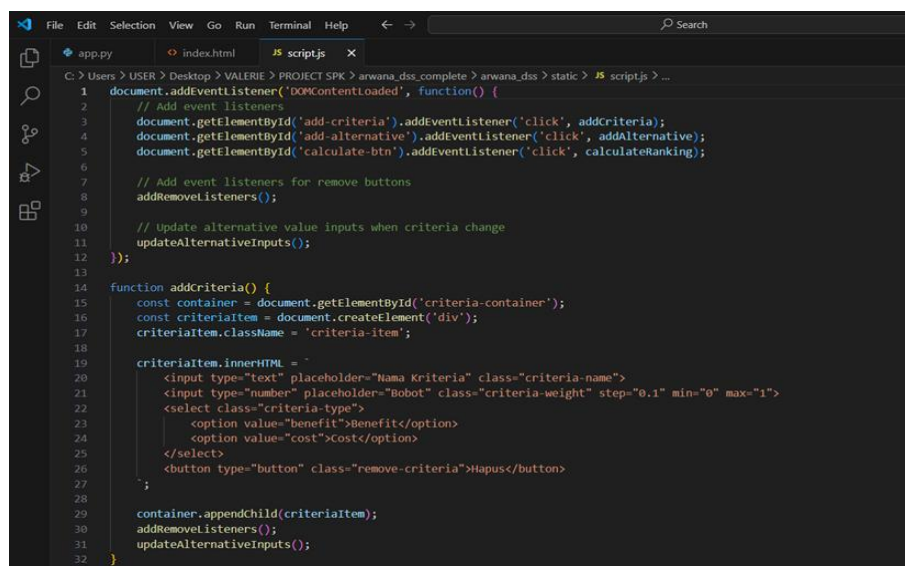 File Edit Selection View Go Run Terminal Help ← → Search
app.py index.html JS script.js ×
C: > Users > USER > Desktop > VALERIE > PROJECT SPK > arwana_dss_complete > arwana_dss > static > JS script.js > ...
1 document.addEventListener('DOMContentLoaded', function() {
2 // Add event listeners
3 document.getElementById('add-criteria').addEventListener('click', addCriteria);
4 document.getElementById('add-alternative').addEventListener('click', addAlternative);
5 document.getElementById('calculate-btn').addEventListener('click', calculateRanking);
6
7 // Add event listeners for remove buttons
8 addRemoveListeners();
9
10 // Update alternative value inputs when criteria change
11 updateAlternativeInputs();
12 });
13
14 function addCriteria() {
15 const container = document.getElementById('criteria-container');
16 const criteriaItem = document.createElement('div');
17 criteriaItem.className = 'criteria-item';
18
19 criteriaItem.innerHTML = `
20 <input type="text" placeholder="Nama Kriteria" class="criteria-name">
21 <input type="number" placeholder="Bobot" class="criteria-weight" step="0.1" min="0" max="1">
22 <select class="criteria-type">
23 <option value="benefit">Benefit</option>
24 <option value="cost">Cost</option>
25 </select>
26 <button type="button" class="remove-criteria">Hapus</button>
27 `;
28
29 container.appendChild(criteriaItem);
30 addRemoveListeners();
31 updateAlternativeInputs();
32 }